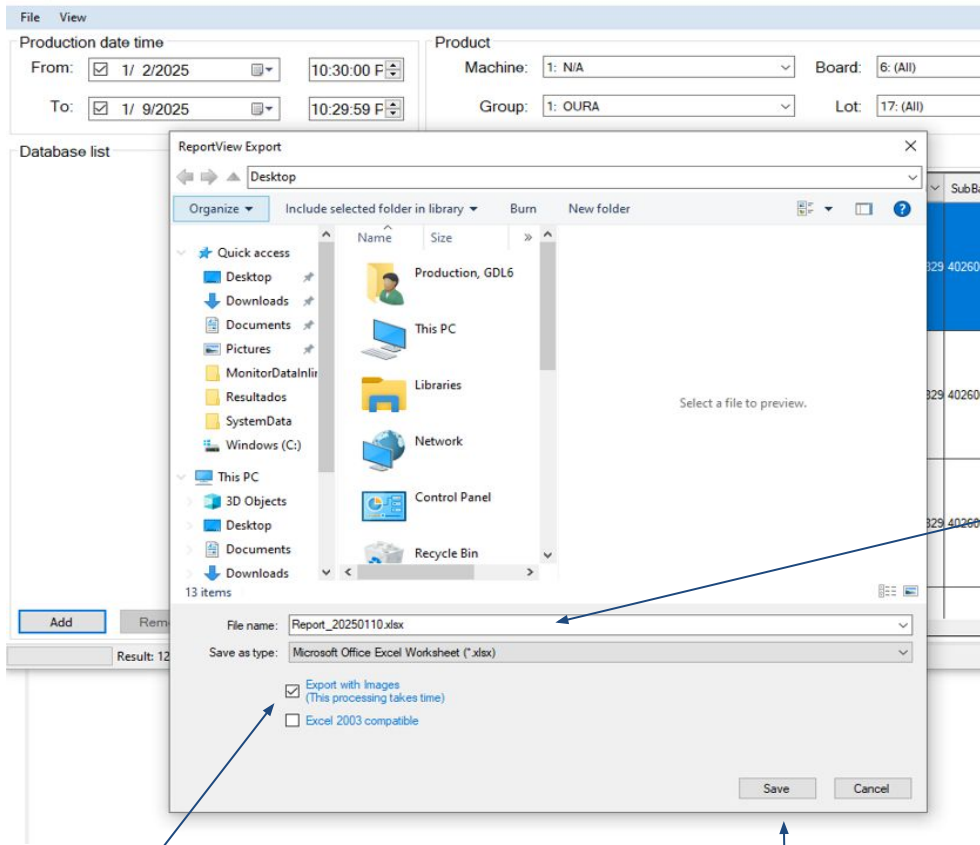 File View
Production date time
From: 1/ 2/2025 10:30:00 P
To: 1/ 9/2025 10:29:59 P
Product
Machine: 1: N/A Board: 6: (All)
Group: 1: OURA Lot: 17: (All)
Database list
ReportView Export
Desktop
Organize Include selected folder in library Burn New folder
Quick access
Desktop
Downloads
Documents
Pictures
MonitorDataInlin
Resultados
SystemData
Windows (C:)
This PC
3D Objects
Desktop
Documents
Downloads
Name Size
Production, GDL6
This PC
Libraries
Network
Control Panel
Recycle Bin
Select a file to preview.
SubBa
329 40260
329 40260
329 40260
13 items
Add Rem
Result: 12
File name: Report_20250110.xlsx
Save as type: Microsoft Office Excel Worksheet (*.xlsx)
Export with Images
(This processing takes time)
Excel 2003 compatible
Save Cancel